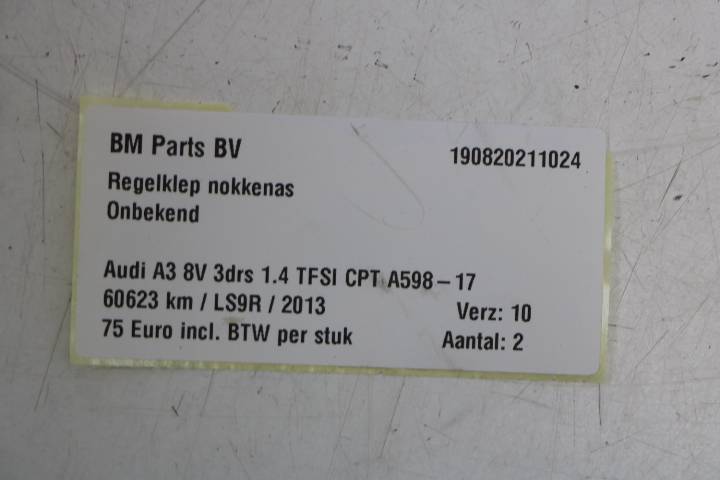 BM Parts BV 190820211024
Regelklep nokkenas
Onbekend
Audi A3 8V 3drs 1.4 TFSI CPT A598-17
60623 km / LS9R / 2013 Verz: 10
75 Euro incl. BTW per stuk Aantal: 2